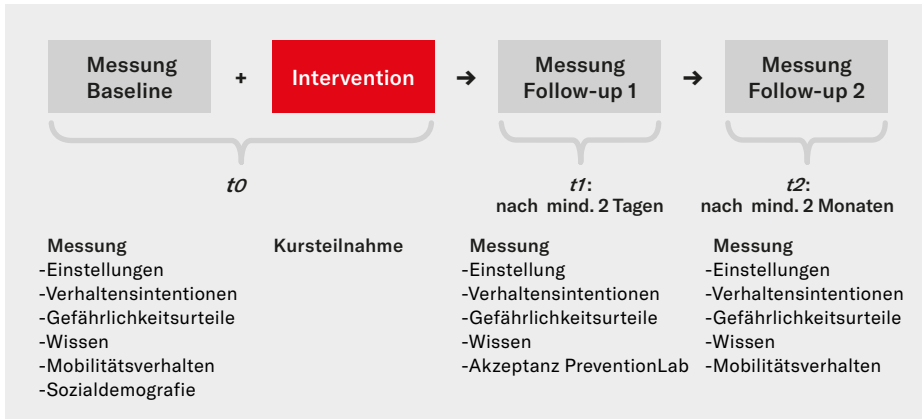 Messung
Baseline
+
Intervention
→
Messung
Follow-up 1
→
Messung
Follow-up 2
t0
t1:
nach mind. 2 Tagen
t2:
nach mind. 2 Monaten
Messung
-Einstellungen
-Verhaltensintentionen
-Gefährlichkeitsurteile
-Wissen
-Mobilitätsverhalten
-Sozialdemografie
Kursteilnahme
Messung
-Einstellung
-Verhaltensintentionen
-Gefährlichkeitsurteile
-Wissen
-Akzeptanz PreventionLab
Messung
-Einstellungen
-Verhaltensintentionen
-Gefährlichkeitsurteile
-Wissen
-Mobilitätsverhalten